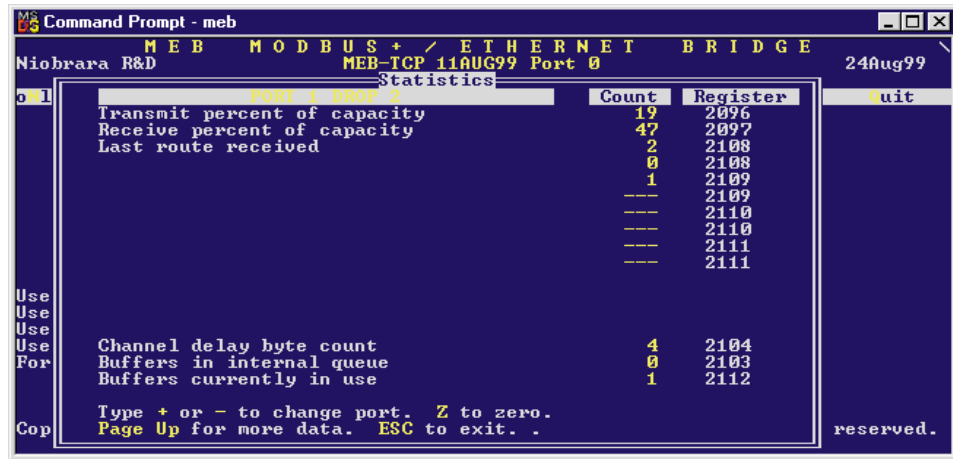 Command Prompt - meb
M E B M O D B U S + / E T H E R N E T B R I D G E \
Niobrara R&D MEB-TCP 11AUG99 Port 0 24Aug99
Statistics
oNl PORT 1 DROP 2 Count Register Quit
Transmit percent of capacity 19 2096
Receive percent of capacity 47 2097
Last route received 2 2108
0 2108
1 2109
--- 2109
--- 2110
--- 2110
--- 2111
--- 2111
Use
Use
Use
Use Channel delay byte count 4 2104
For Buffers in internal queue 0 2103
Buffers currently in use 1 2112
Type + or - to change port. Z to zero.
Cop Page Up for more data. ESC to exit. . reserved.